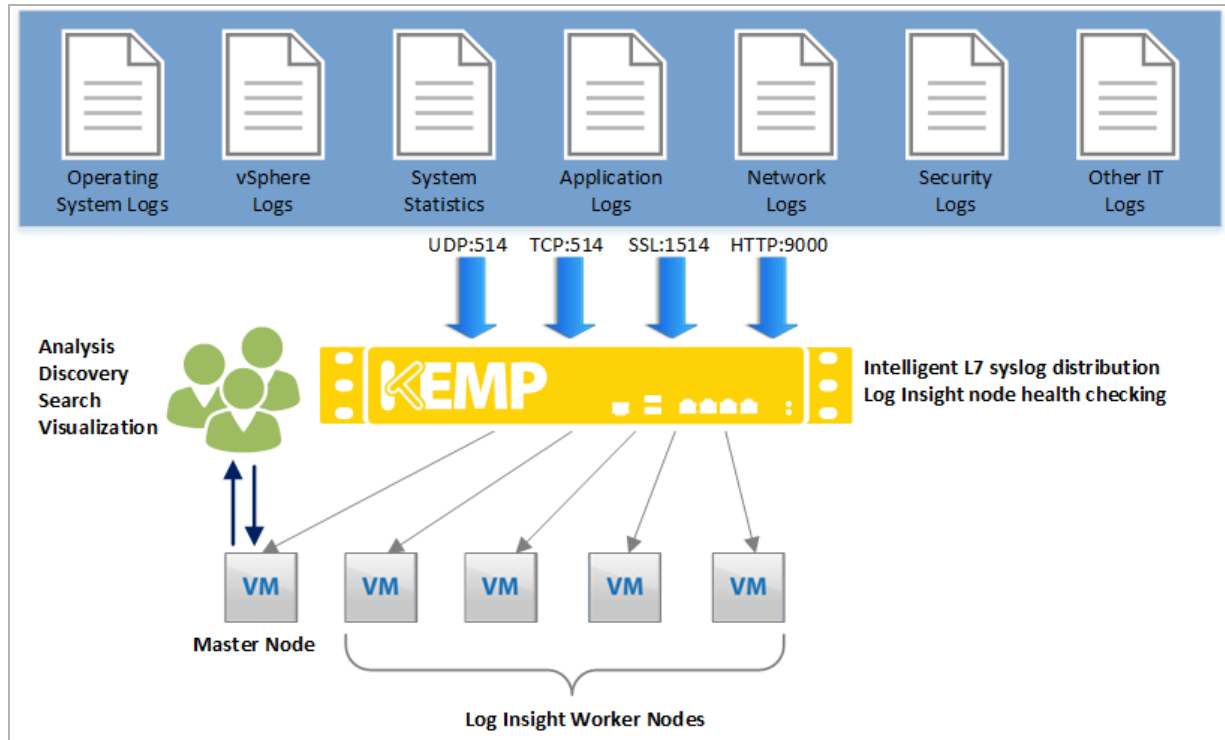 Operating
System Logs
vSphere
Logs
System
Statistics
Application
Logs
Network
Logs
Security
Logs
Other IT
Logs
UDP:514 TCP:514 SSL:1514 HTTP:9000
Analysis
Discovery
Search
Visualization
KEMP
Intelligent L7 syslog distribution
Log Insight node health checking
VM VM VM VM VM
Master Node
Log Insight Worker Nodes